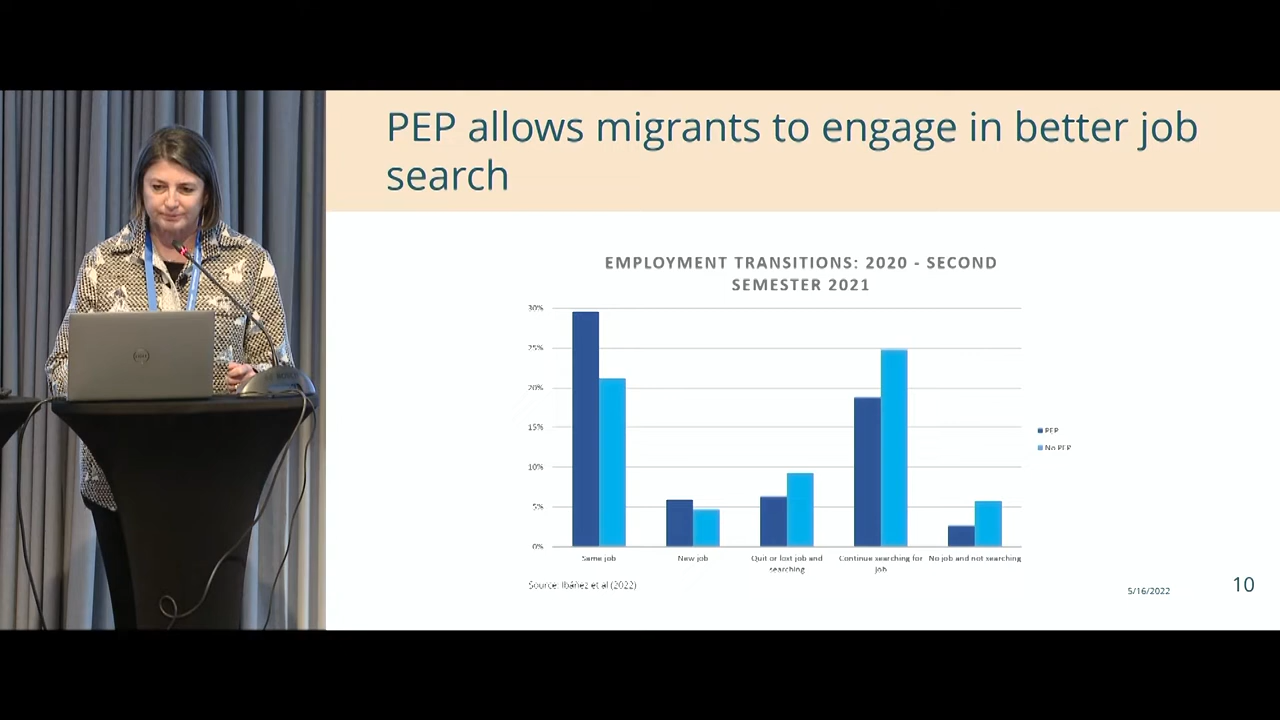 PEP allows migrants to engage in better job
search
EMPLOYMENT TRANSITIONS: 2020 - SECOND
SEMESTER 2021
30%
25%
20%
15%
10%
5%
0%
Same job
New job
Quit or lost job and
searching
Continue searching for
job
No job and not searching
PEP
No PEP
Source: Ibáñez et al (2022)
5/16/2022
10
DELL
BOSCH